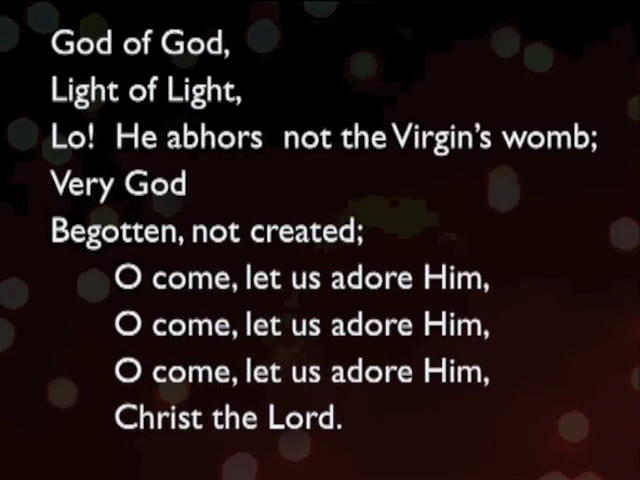 God of God,
Light of Light,
Lo! He abhors not the Virgin's womb;
Very God
Begotten, not created;
O come, let us adore Him,
O come, let us adore Him,
O come, let us adore Him,
Christ the Lord.